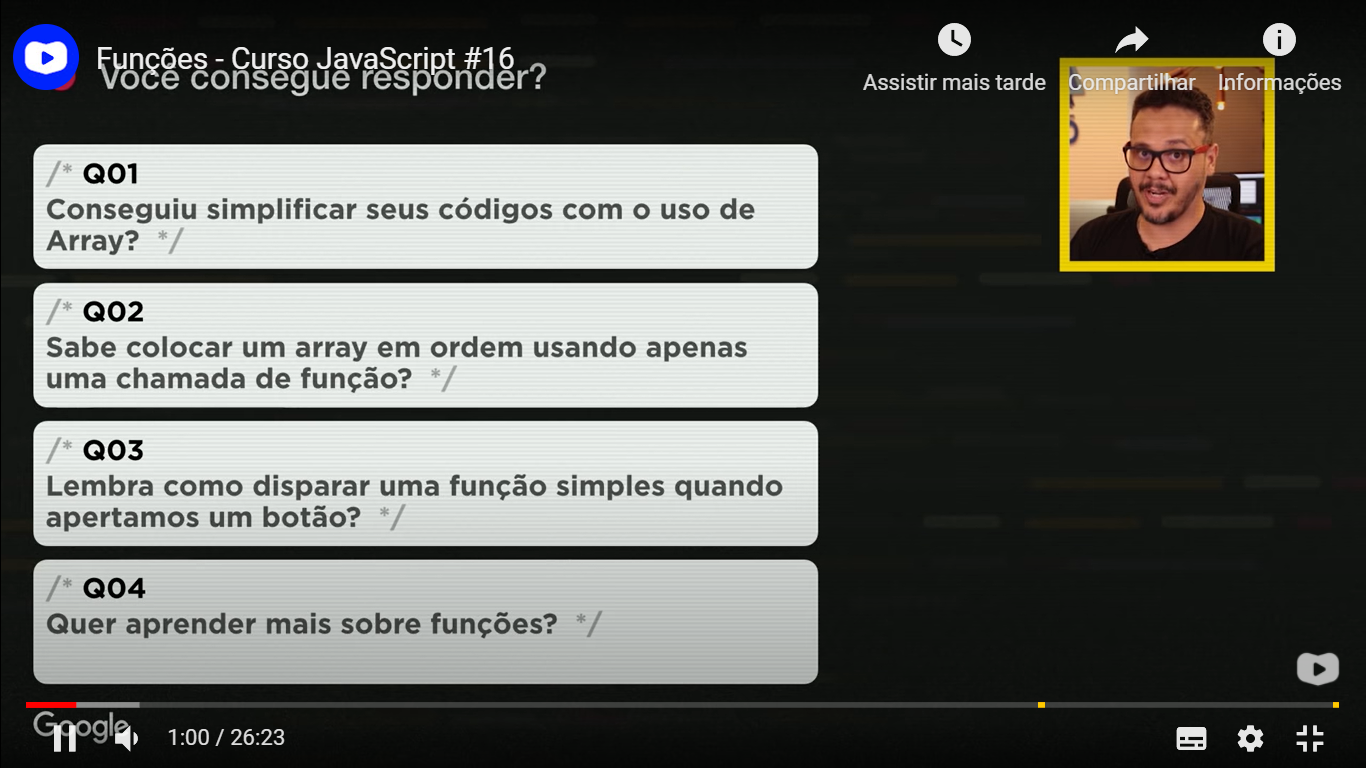 Funções - Curso JavaScript #16
Você consegue responder?
Assistir mais tarde
Compartilhar
Informações
/* Q01
Conseguiu simplificar seus códigos com o uso de
Array? */
/* Q02
Sabe colocar um array em ordem usando apenas
uma chamada de função? */
/* Q03
Lembra como disparar uma função simples quando
apertamos um botão? */
/* Q04
Quer aprender mais sobre funções? */
Google
1:00 / 26:23